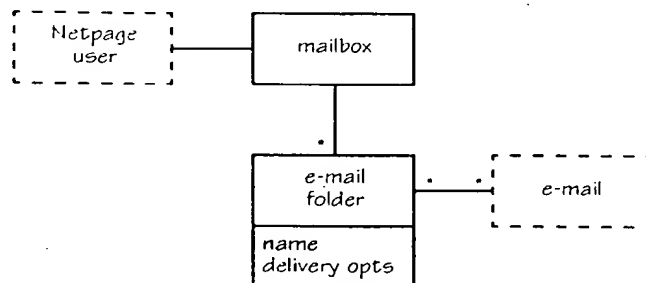 Netpage
user
mailbox
e-mail
folder
e-mail
name
delivery opts